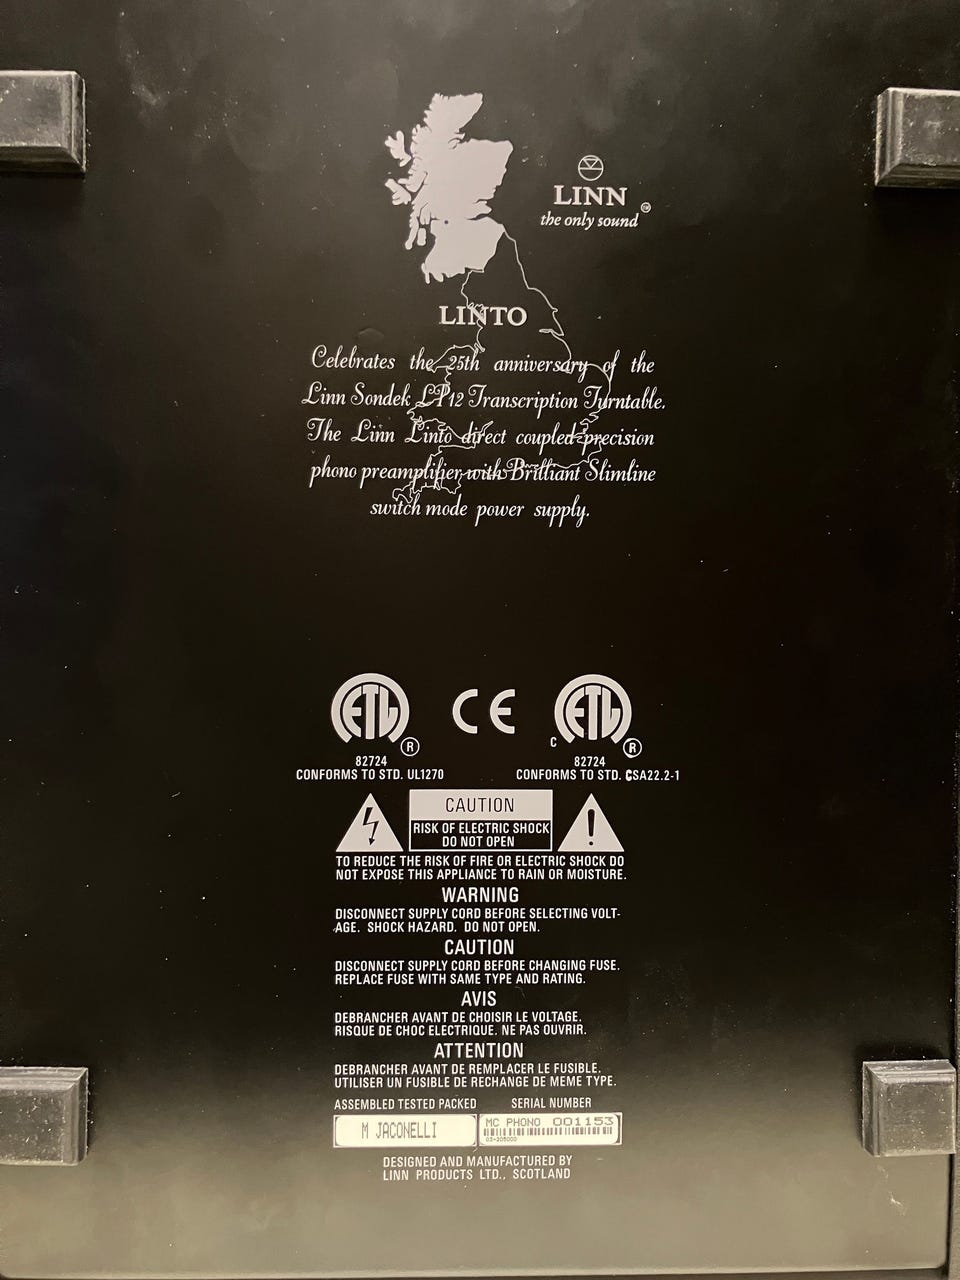 LINN
TM
the only sound
LINTO
Celebrates the 25th anniversary of the
Linn Sondek LP12 Transcription Turntable.
The Linn Linto direct coupled precision
phono preamplifier with Brilliant Slimline
switch mode power supply.
ETL CE ETL
R C R
82724 82724
CONFORMS TO STD. UL1270 CONFORMS TO STD. CSA22.2-1
CAUTION
RISK OF ELECTRIC SHOCK
DO NOT OPEN
TO REDUCE THE RISK OF FIRE OR ELECTRIC SHOCK DO
NOT EXPOSE THIS APPLIANCE TO RAIN OR MOISTURE.
WARNING
DISCONNECT SUPPLY CORD BEFORE SELECTING VOLT-
AGE. SHOCK HAZARD. DO NOT OPEN.
CAUTION
DISCONNECT SUPPLY CORD BEFORE CHANGING FUSE.
REPLACE FUSE WITH SAME TYPE AND RATING.
AVIS
DEBRANCHER AVANT DE CHOISIR LE VOLTAGE.
RISQUE DE CHOC ELECTRIQUE. NE PAS OUVRIR.
ATTENTION
DEBRANCHER AVANT DE REMPLACER LE FUSIBLE.
UTILISER UN FUSIBLE DE RECHANGE DE MEME TYPE.
ASSEMBLED TESTED PACKED SERIAL NUMBER
M JACONELLI MC PHONO 001153
03-205000
DESIGNED AND MANUFACTURED BY
LINN PRODUCTS LTD., SCOTLAND